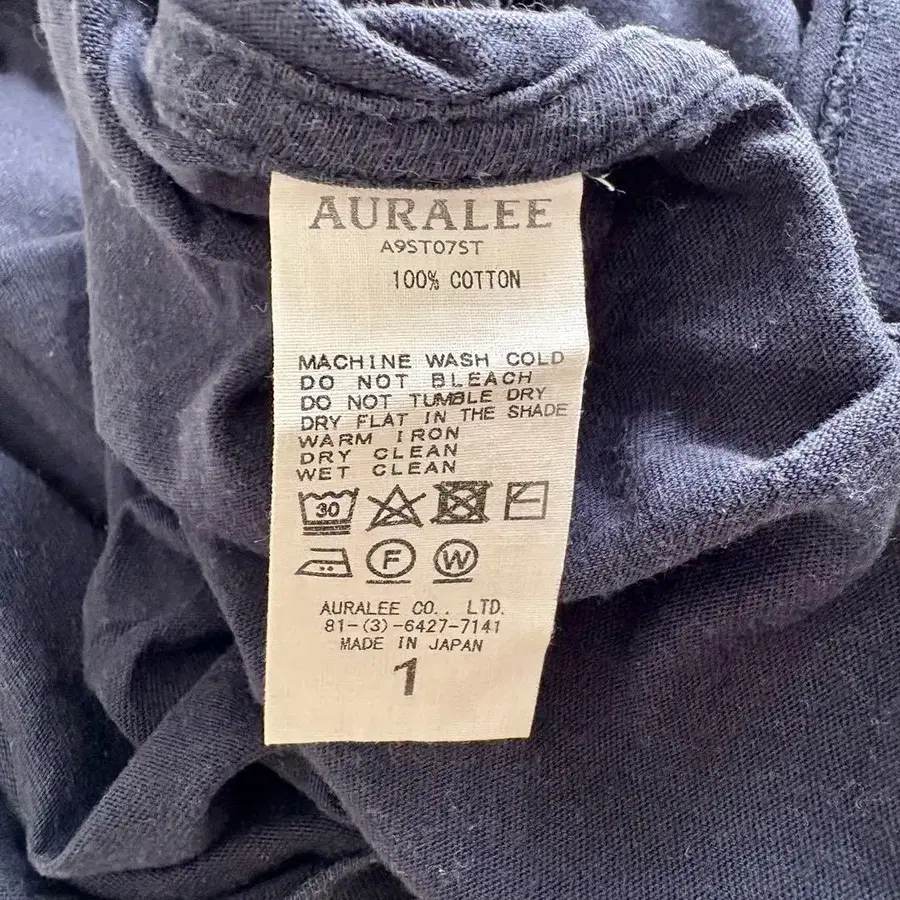 AURALEE
A9ST07ST
100% COTTON
MACHINE WASH COLD
DO NOT BLEACH
DO NOT TUMBLE DRY
DRY FLAT IN THE SHADE
WARM IRON
DRY CLEAN
WET CLEAN
30
F W
AURALEE CO., LTD.
81-(3)-6427-7141
MADE IN JAPAN
1